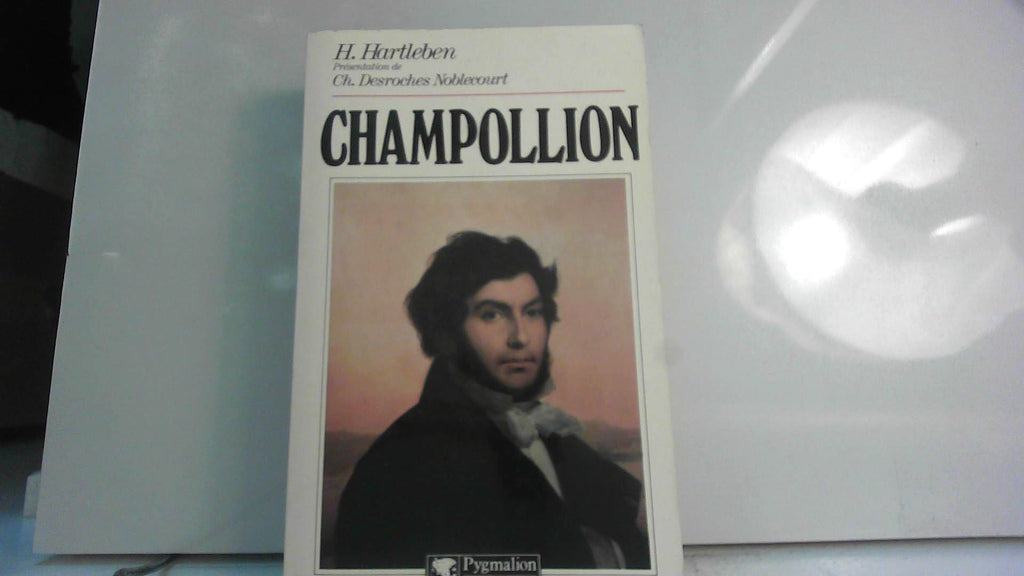 H. Hartleben
Présentation de
Ch. Desroches Noblecourt
CHAMPOLLION
Pygmalion